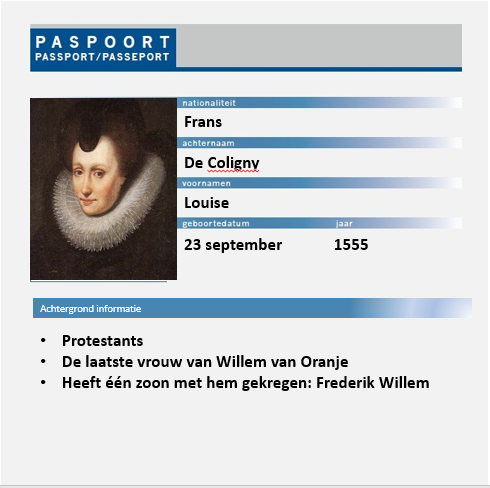 PASPOORT
PASSPORT/PASSEPORT
nationaliteit
Frans
achternaam
De Coligny
voornamen
Louise
geboortedatum jaar
23 september 1555
Achtergrond informatie
• Protestants
• De laatste vrouw van Willem van Oranje
• Heeft één zoon met hem gekregen: Frederik Willem